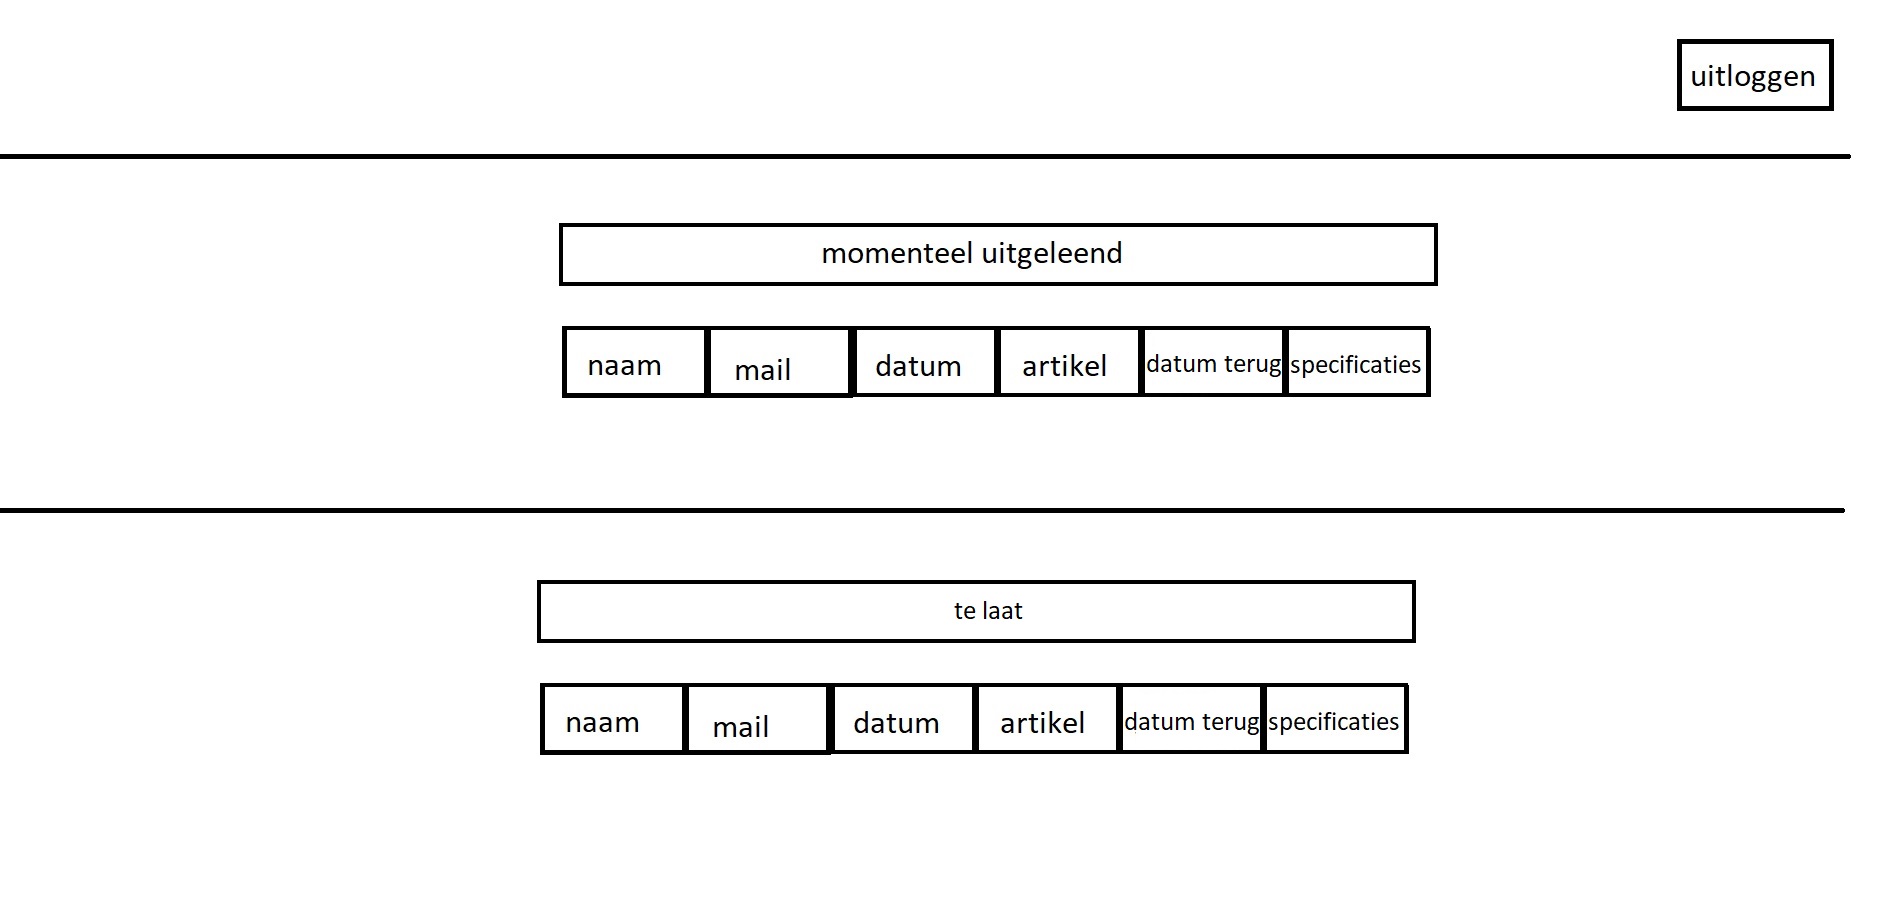 uitloggen
momenteel uitgeleend
naam mail datum artikel datum terug specificaties
te laat
naam mail datum artikel datum terug specificaties